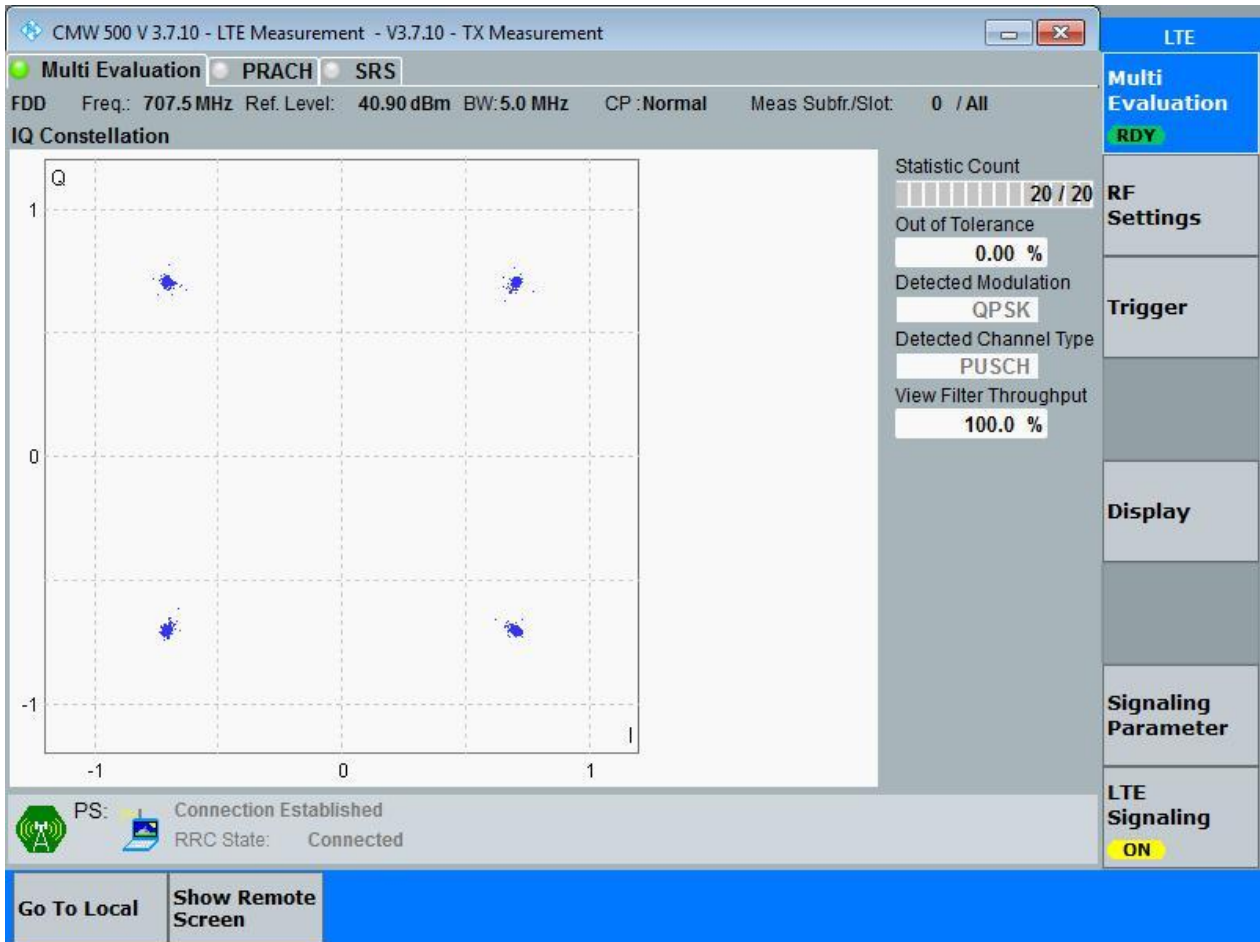 CMW 500 V 3.7.10 - LTE Measurement - V3.7.10 - TX Measurement
LTE
Multi Evaluation PRACH SRS
FDD Freq.: 707.5 MHz Ref. Level: 40.90 dBm BW: 5.0 MHz CP : Normal Meas Subfr./Slot: 0 / All
IQ Constellation
Q
1
0
-1
I
-1 0 1
Statistic Count
20 / 20
Out of Tolerance
0.00 %
Detected Modulation
QPSK
Detected Channel Type
PUSCH
View Filter Throughput
100.0 %
Multi
Evaluation
RDY
RF
Settings
Trigger
Display
Signaling
Parameter
LTE
Signaling
ON
PS: Connection Established
RRC State: Connected
Go To Local
Show Remote
Screen